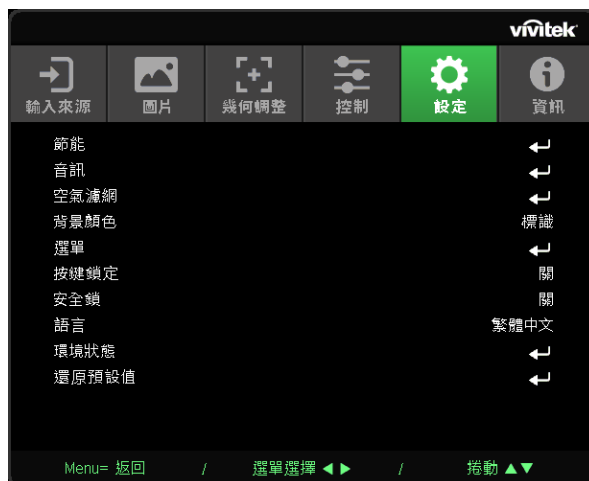 vivitek
輸入來源 圖片 幾何調整 控制 設定 資訊
節能
音訊
空氣濾網
背景顏色 標識
選單
按鍵鎖定 關
安全鎖 關
語言 繁體中文
環境狀態
還原預設值
Menu= 返回 / 選單選擇 ◀ ▶ / 捲動 ▲▼